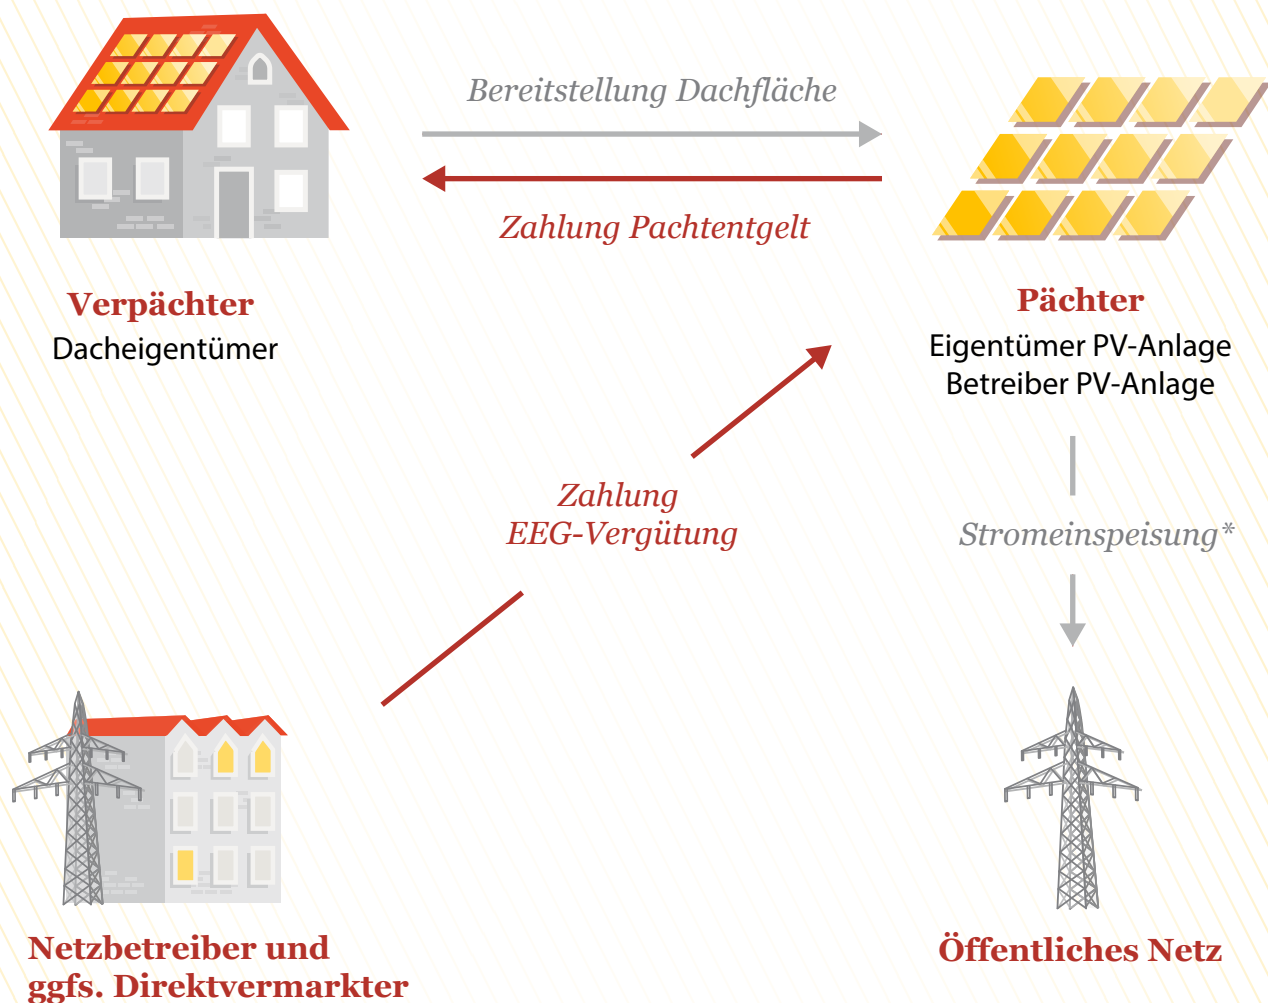 Bereitstellung Dachfläche
Zahlung Pachtentgelt
Verpächter
Dacheigentümer
Pächter
Eigentümer PV-Anlage
Betreiber PV-Anlage
Zahlung
EEG-Vergütung
Stromeinspeisung*
Netzbetreiber und
ggfs. Direktvermarkter
Öffentliches Netz